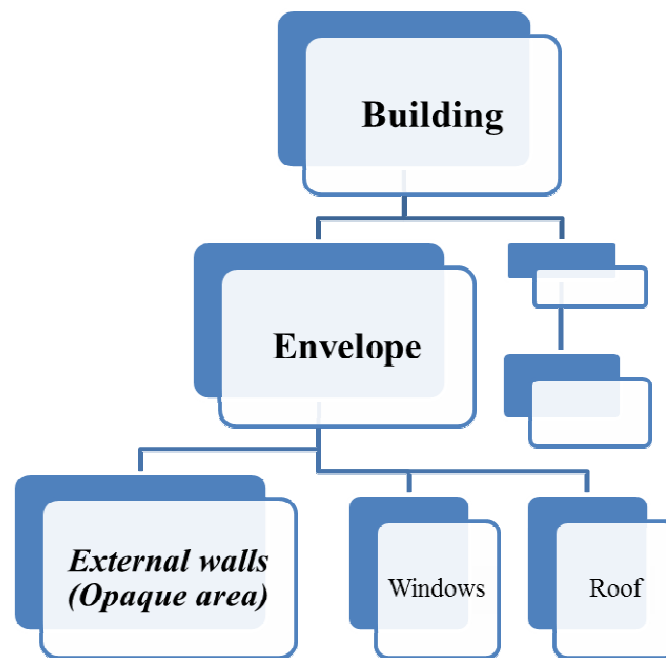 Building
Envelope
External walls
(Opaque area)
Windows
Roof